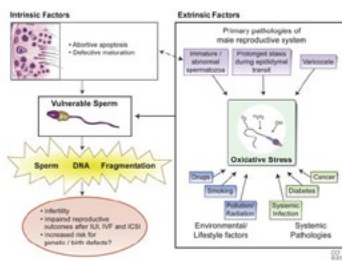 Intrinsic Factors
• Abortive apoptosis
• Defective maturation
Vulnerable Sperm
Sperm DNA Fragmentation
• Infertility
• Impaired reproductive
outcomes after IUI, IVF and ICSI
• Increased risk for
genetic / birth defects?
Extrinsic Factors
Primary pathologies of
male reproductive system
Immature /
abnormal
spermatozoa
Prolonged stasis
during epididymal
transit
Varicocele
H₂O₂
Oxidative Stress
Drugs
Smoking
Pollution/
Radiation
Cancer
Diabetes
Systemic
Infection
Environmental/
Lifestyle factors
Systemic
Pathologies